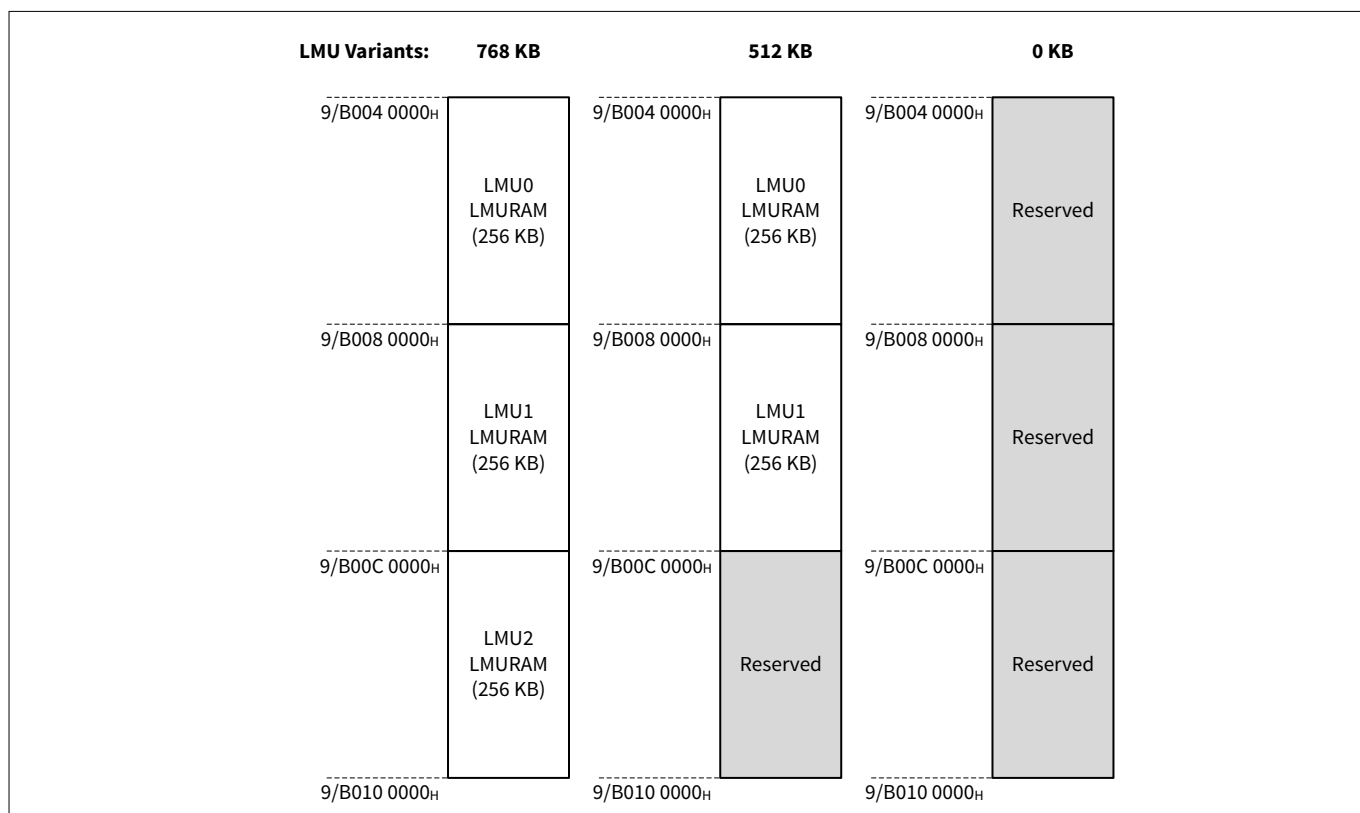 LMU Variants: 768 KB 512 KB 0 KB
9/B004 0000H 9/B004 0000H 9/B004 0000H
LMU0 LMU0
LMURAM LMURAM Reserved
(256 KB) (256 KB)
9/B008 0000H 9/B008 0000H 9/B008 0000H
LMU1 LMU1
LMURAM LMURAM Reserved
(256 KB) (256 KB)
9/B00C 0000H 9/B00C 0000H 9/B00C 0000H
LMU2
LMURAM Reserved Reserved
(256 KB)
9/B010 0000H 9/B010 0000H 9/B010 0000H